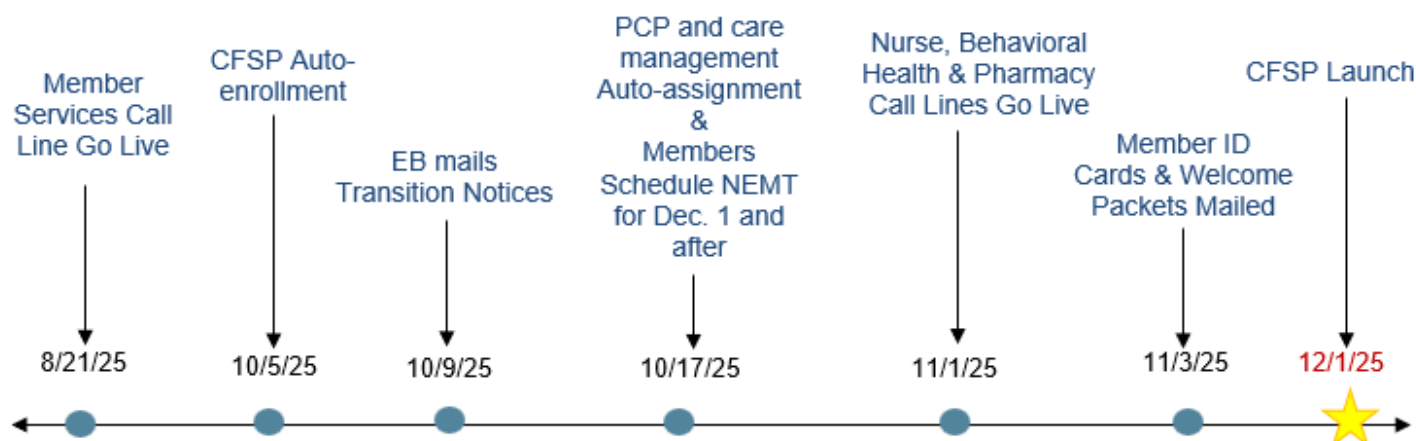 Member
Services Call
Line Go Live
CFSP Auto-
enrollment
EB mails
Transition Notices
PCP and care
management
Auto-assignment
&
Members
Schedule NEMT
for Dec. 1 and
after
Nurse, Behavioral
Health & Pharmacy
Call Lines Go Live
Member ID
Cards & Welcome
Packets Mailed
CFSP Launch
8/21/25
10/5/25
10/9/25
10/17/25
11/1/25
11/3/25
12/1/25